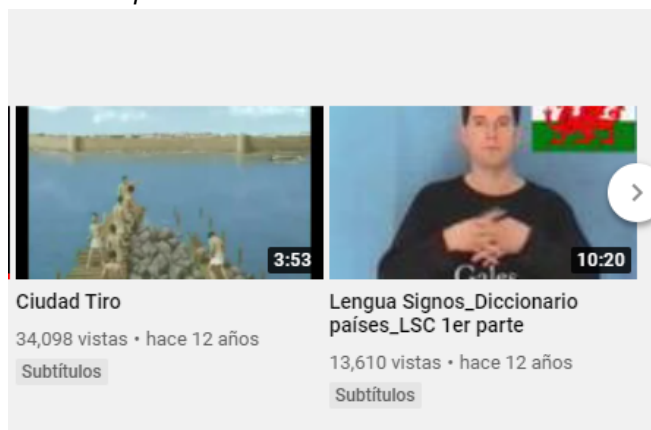 3:53
10:20
Gales
Ciudad Tiro
34,098 vistas • hace 12 años
Subtítulos
Lengua Signos_Diccionario
países_LSC 1er parte
13,610 vistas • hace 12 años
Subtítulos